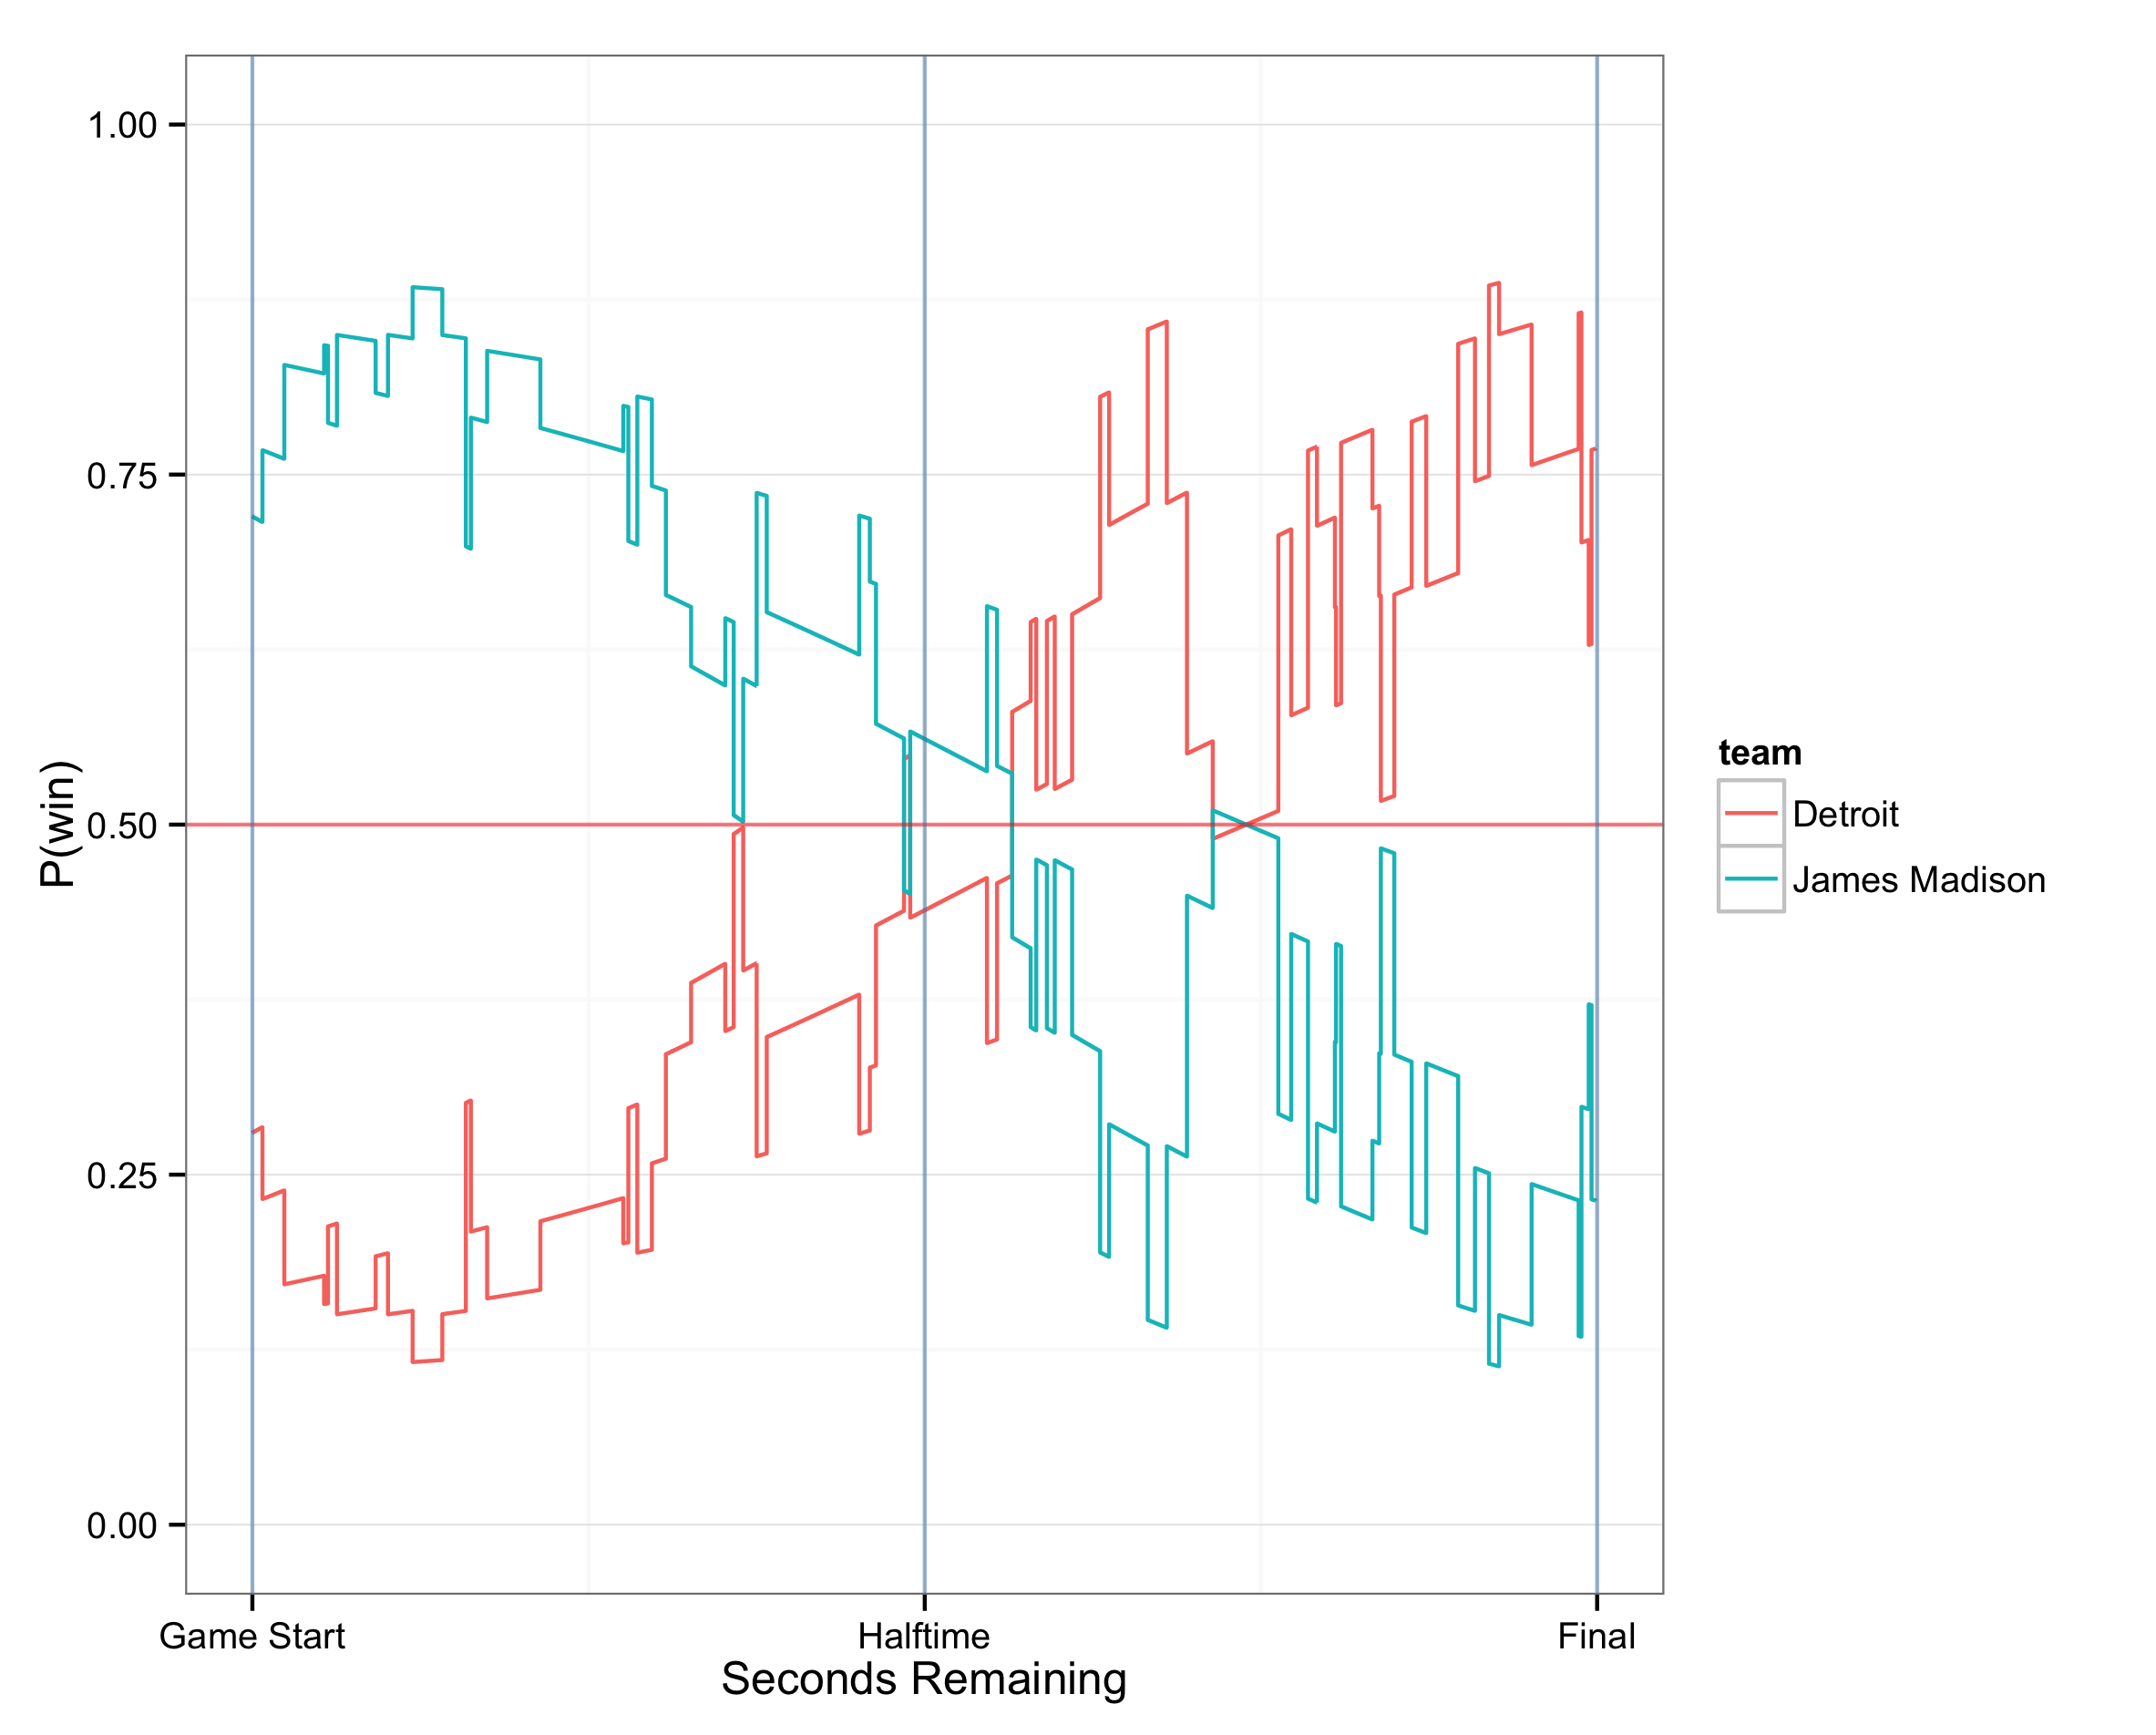 1.00
0.75
0.50
0.25
0.00
P(win)
Game Start
Halftime
Final
Seconds Remaining
team
Detroit
James Madison